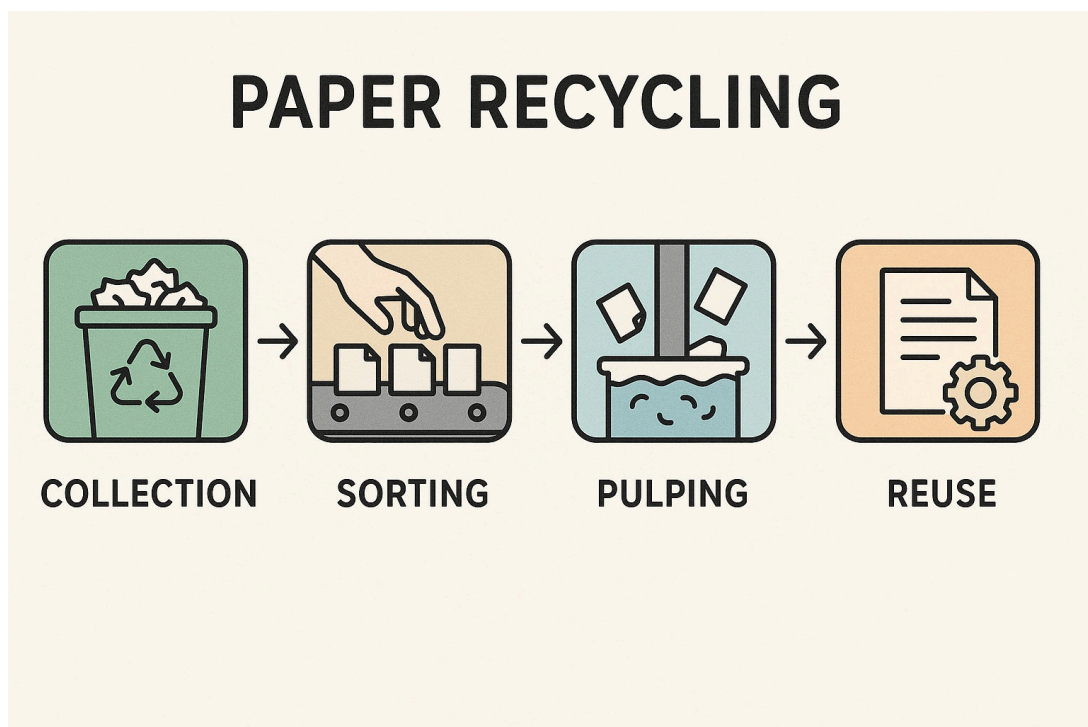 PAPER RECYCLING
COLLECTION
SORTING
PULPING
REUSE